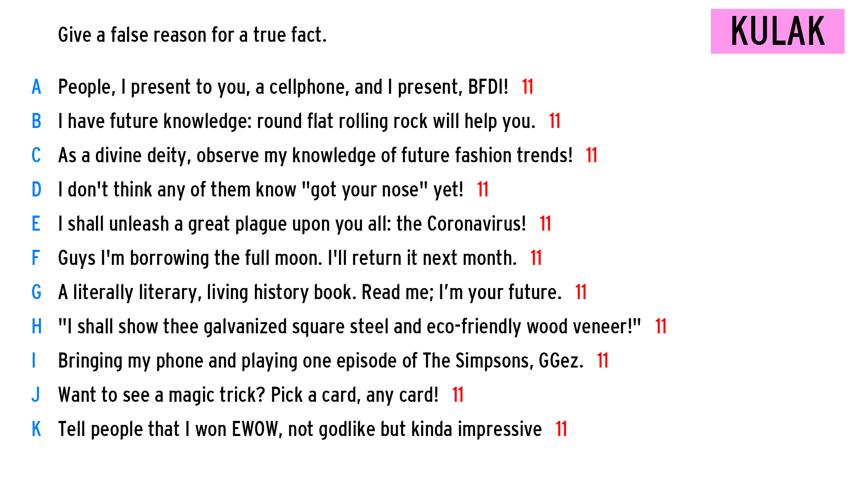 Give a false reason for a true fact.
KULAK
A People, I present to you, a cellphone, and I present, BFDI! 11
B I have future knowledge: round flat rolling rock will help you. 11
C As a divine deity, observe my knowledge of future fashion trends! 11
D I don't think any of them know "got your nose" yet! 11
E I shall unleash a great plague upon you all: the Coronavirus! 11
F Guys I'm borrowing the full moon. I'll return it next month. 11
G A literally literary, living history book. Read me; I’m your future. 11
H "I shall show thee galvanized square steel and eco-friendly wood veneer!" 11
I Bringing my phone and playing one episode of The Simpsons, GGez. 11
J Want to see a magic trick? Pick a card, any card! 11
K Tell people that I won EWOW, not godlike but kinda impressive 11